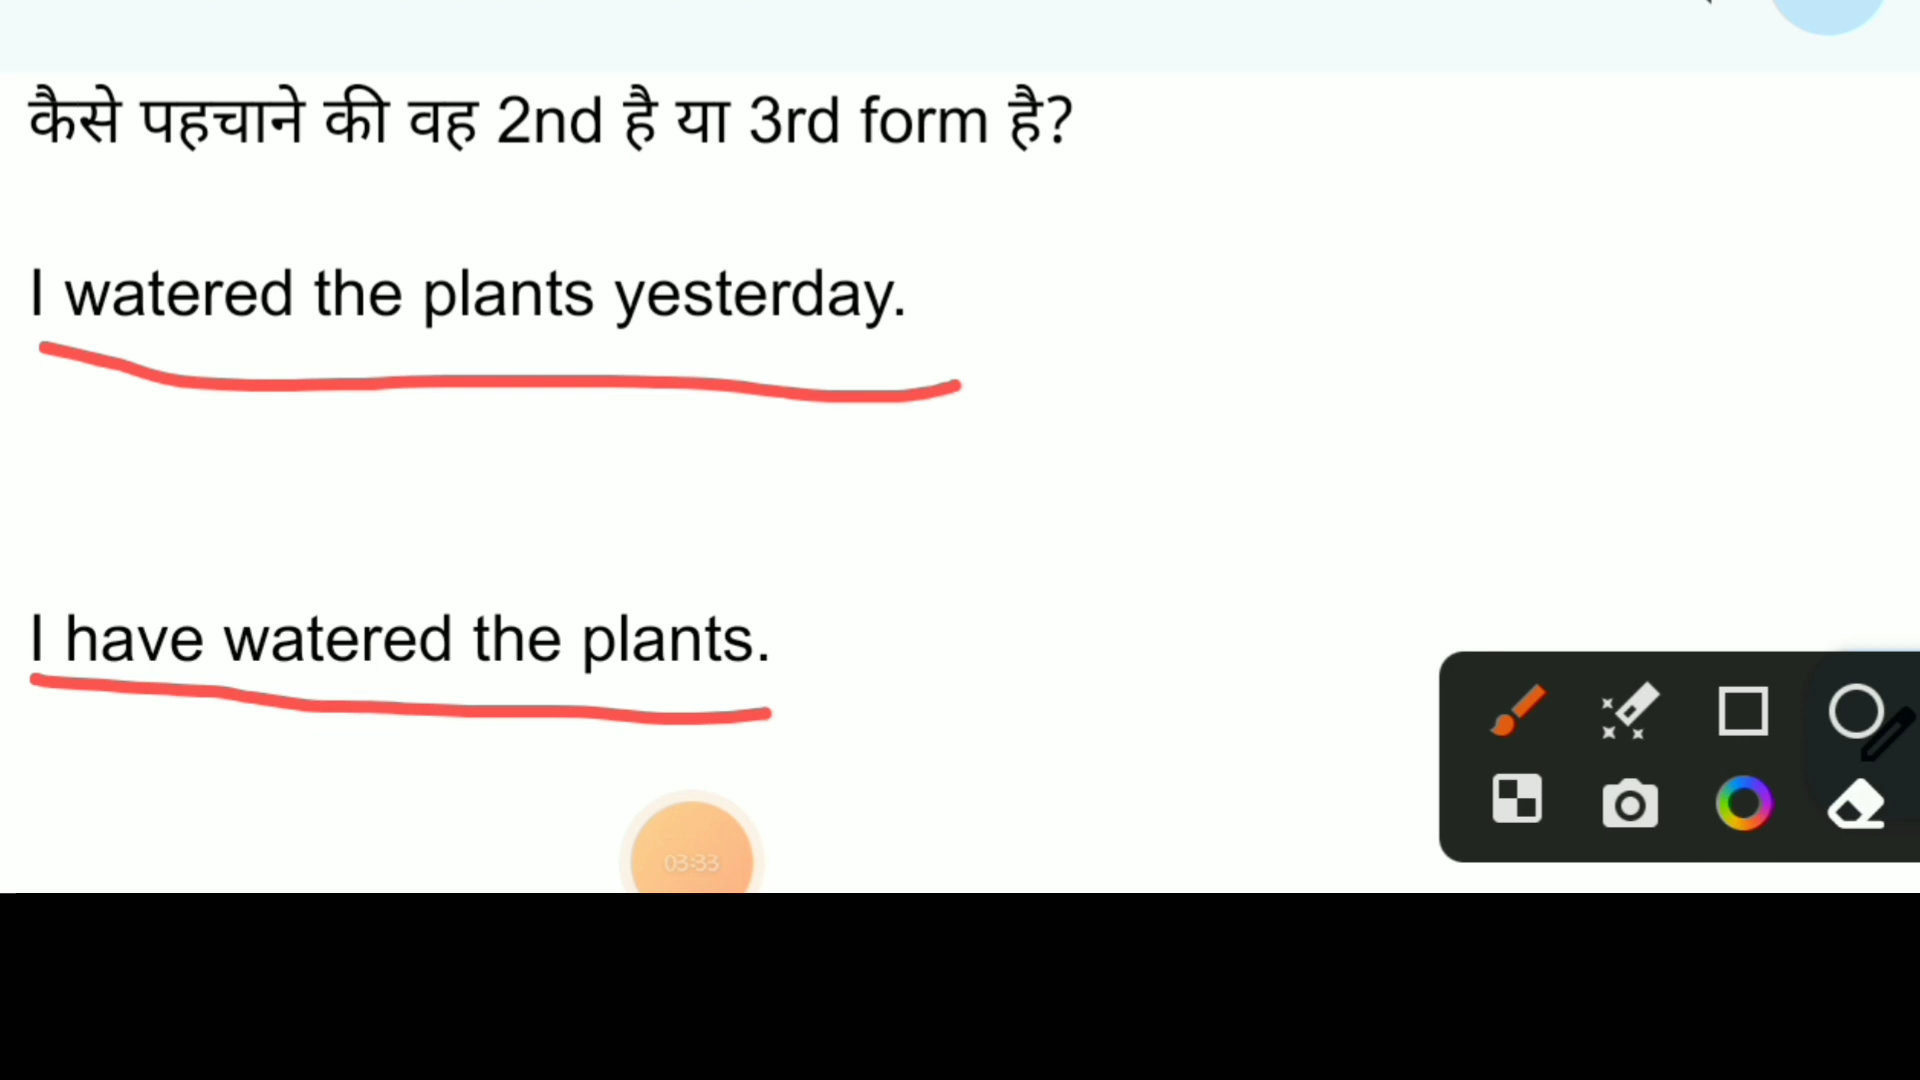 कैसे पहचाने की वह 2nd है या 3rd form है?
I watered the plants yesterday.
I have watered the plants.
03:33